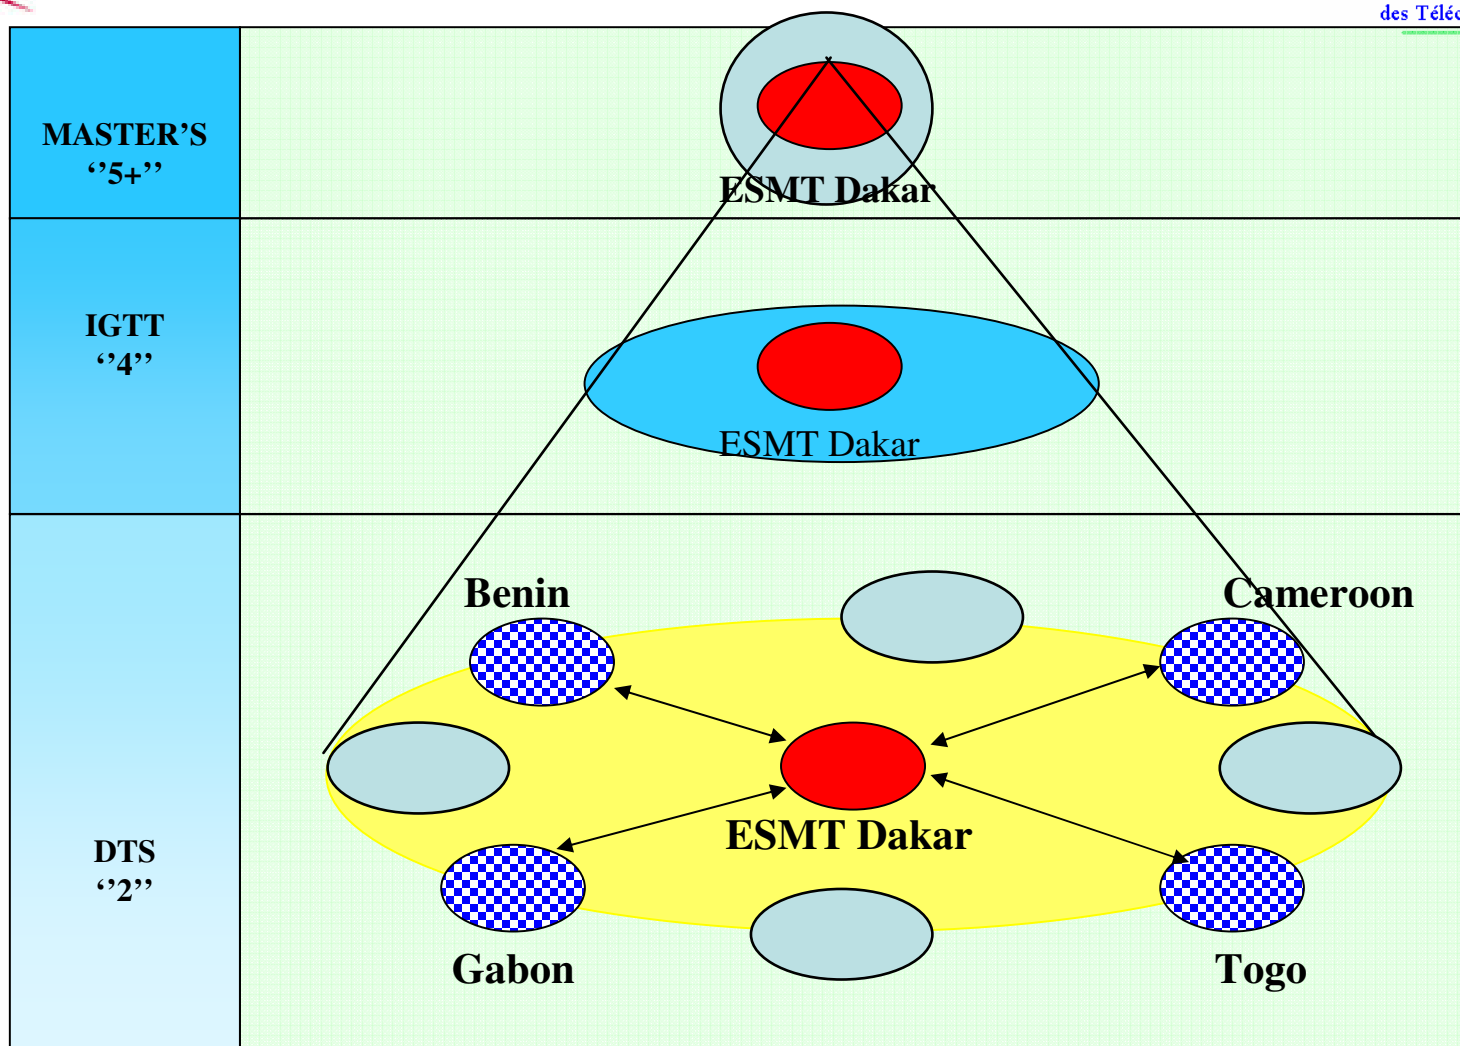 des Téléc
MASTER’S
‘’5+’’
ESMT Dakar
IGTT
‘’4’’
ESMT Dakar
Benin
Cameroon
ESMT Dakar
DTS
‘’2’’
Gabon
Togo